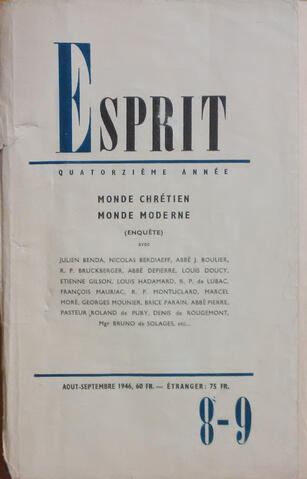 ESPRIT
QUATORZIÈME ANNÉE
MONDE CHRÉTIEN
MONDE MODERNE
(ENQUÊTE)
avec
JULIEN BENDA, NICOLAS BERDIAEFF, ABBÉ J. BOULIER,
R. P. BRUCKBERGER, ABBÉ DEPIERRE, LOUIS DOUCY,
ETIENNE GILSON, LOUIS HADAMARD, R. P. de LUBAC,
FRANÇOIS MAURIAC, R. P. MONTUCLARD, MARCEL
MORÉ, GEORGES MOUNIER, BRICE PARAIN, ABBÉ PIERRE,
PASTEUR ROLAND de PURY, DENIS de ROUGEMONT,
Mgr BRUNO de SOLAGES, etc...
AOUT-SEPTEMBRE 1946, 60 FR. — ÉTRANGER : 75 FR.
8-9